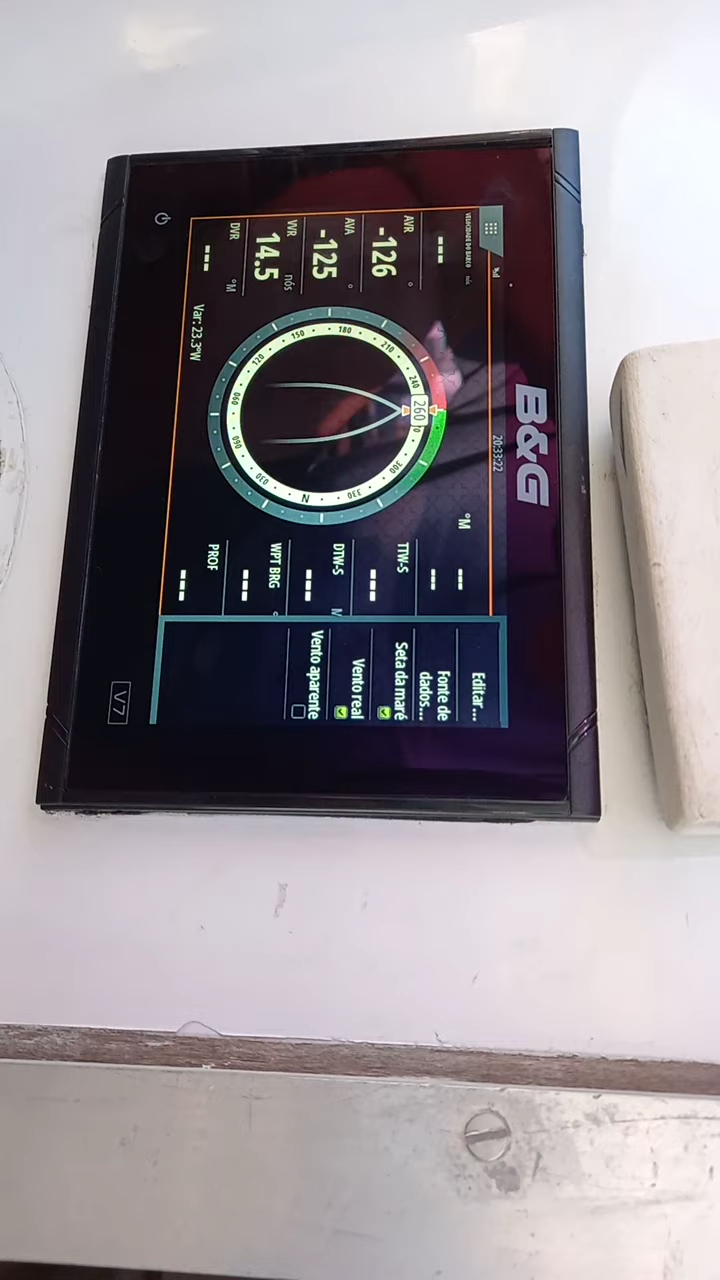 B&G
20:33:22
VELOCIDADE DO BARCO nós
---
AVR °
-126
AVA °
-125
VVR nós
14.5
DVR °M
---
Var: 23.3°W
°M
260
240
210
180
150
120
090
060
030
N
330
300
---
---
TTW-S
---
DTW-S
---
WPT BRG °
---
PROF
---
Editar...
Fonte de
dados...
Seta da maré
Vento real
Vento aparente
V7